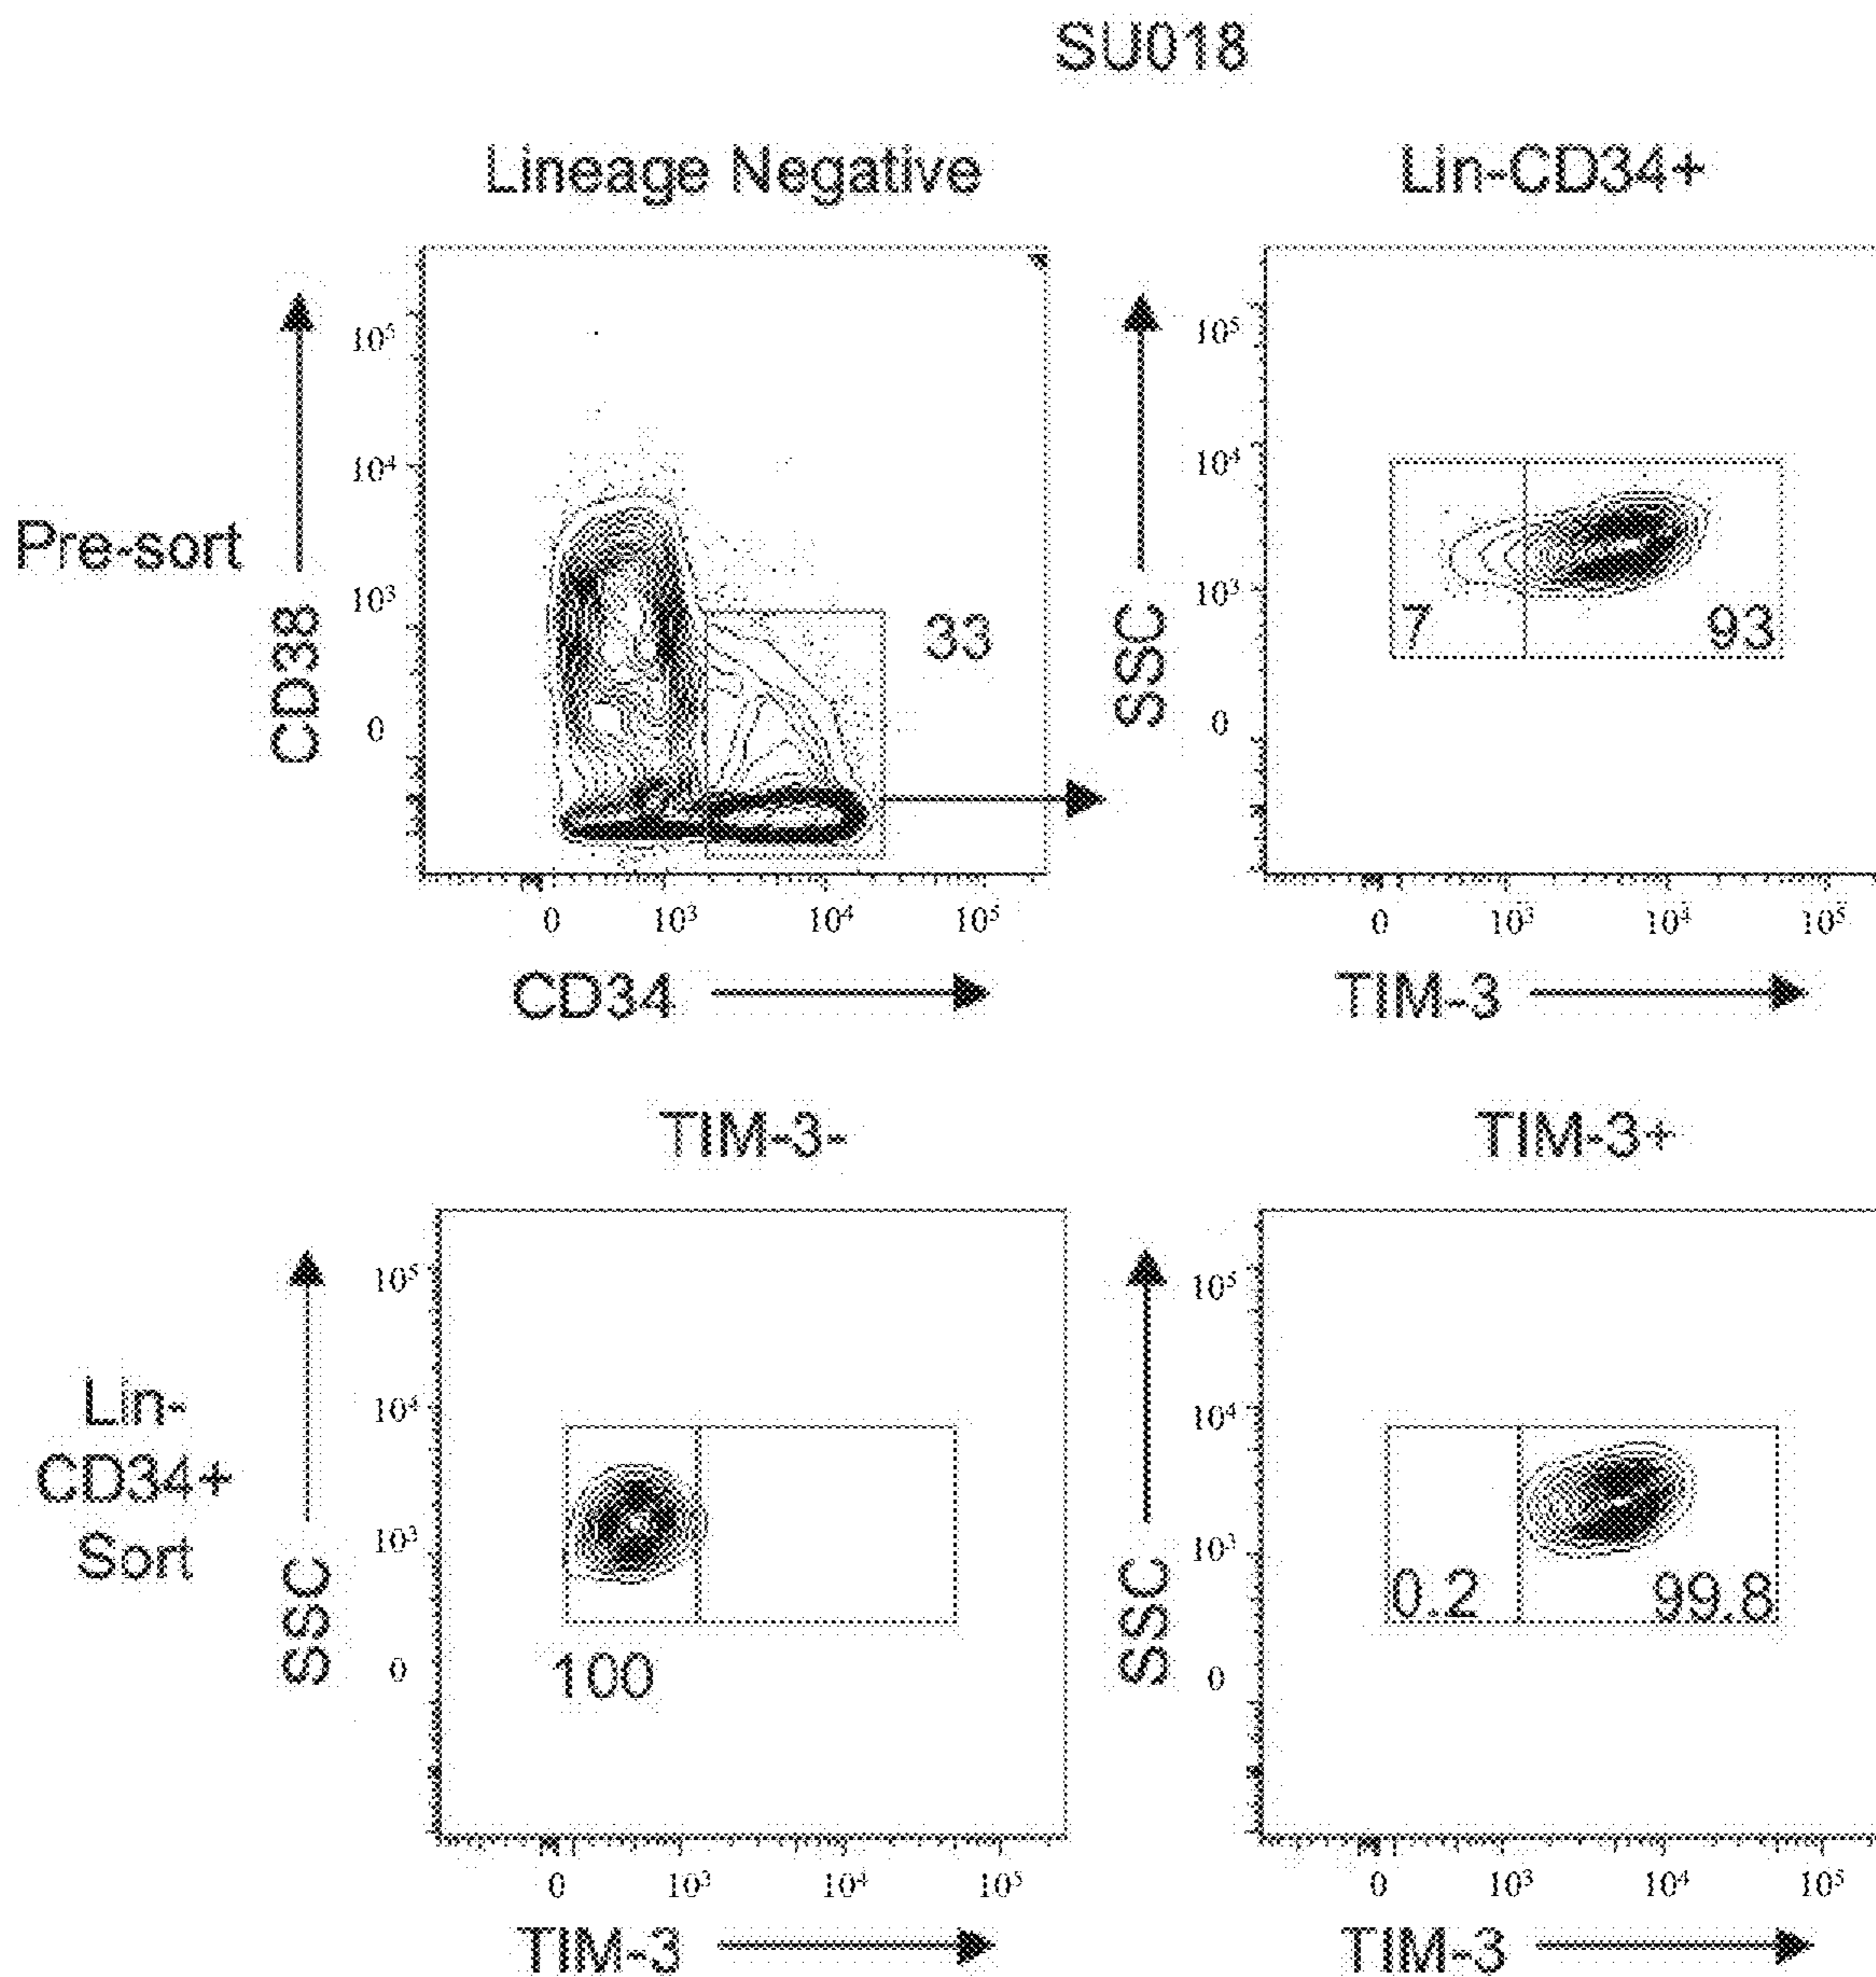 SU018
Lineage Negative
Lin-CD34+
Pre-sort
CD38
10⁵
10⁴
10³
0
33
0 10³ 10⁴ 10⁵
CD34
SSC
10⁵
10⁴
10³
0
7 93
0 10³ 10⁴ 10⁵
TIM-3
TIM-3-
TIM-3+
Lin-
CD34+
Sort
SSC
10⁵
10⁴
10³
0
100
0 10³ 10⁴ 10⁵
TIM-3
SSC
10⁵
10⁴
10³
0
0.2 99.8
0 10³ 10⁴ 10⁵
TIM-3